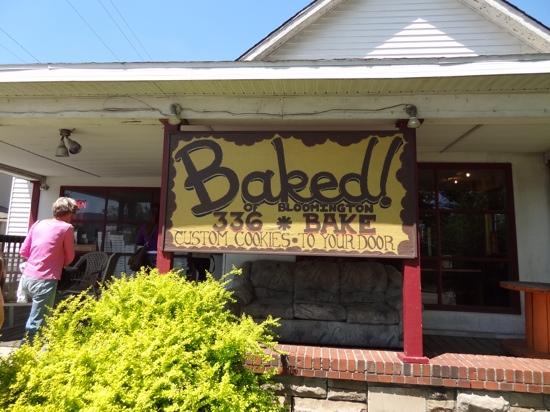 Baked!
OF BLOOMINGTON
336 * BAKE
CUSTOM COOKIES • TO YOUR DOOR